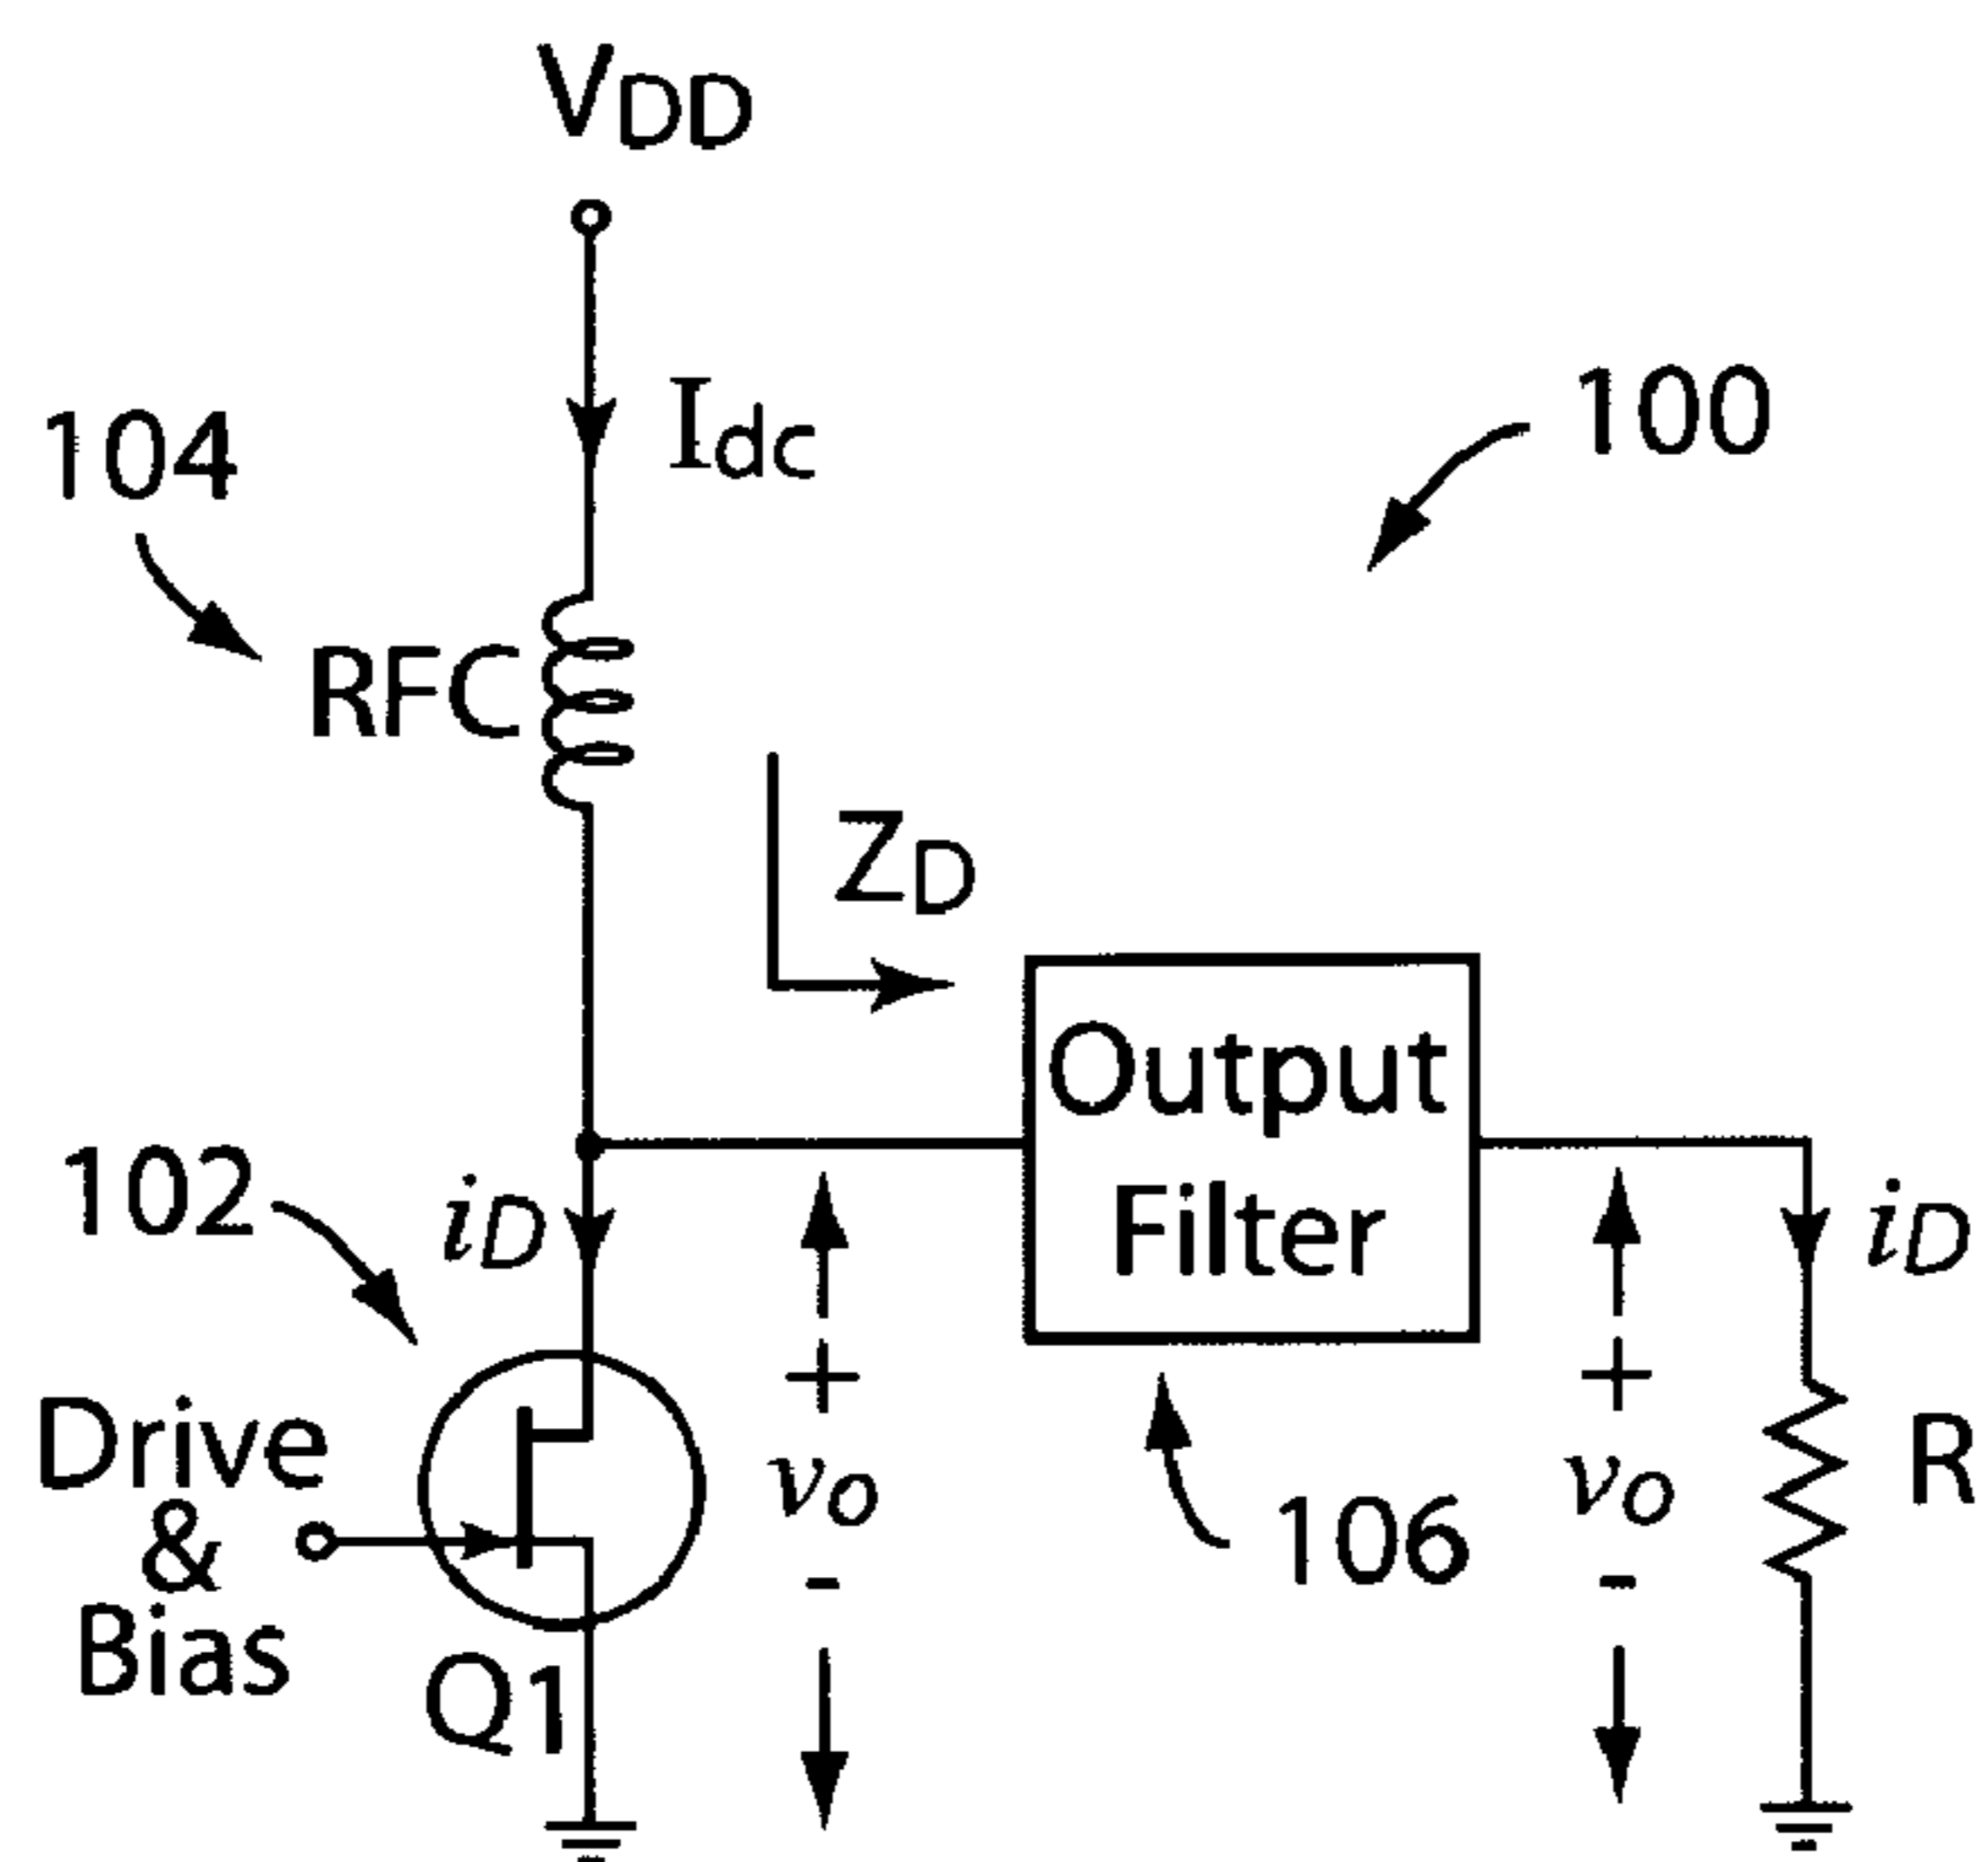 VDD
Idc
100
104
RFC
ZD
Output
Filter
102
iD
iD
Drive
&
Bias
+
vO
-
+
vO
-
R
106
Q1